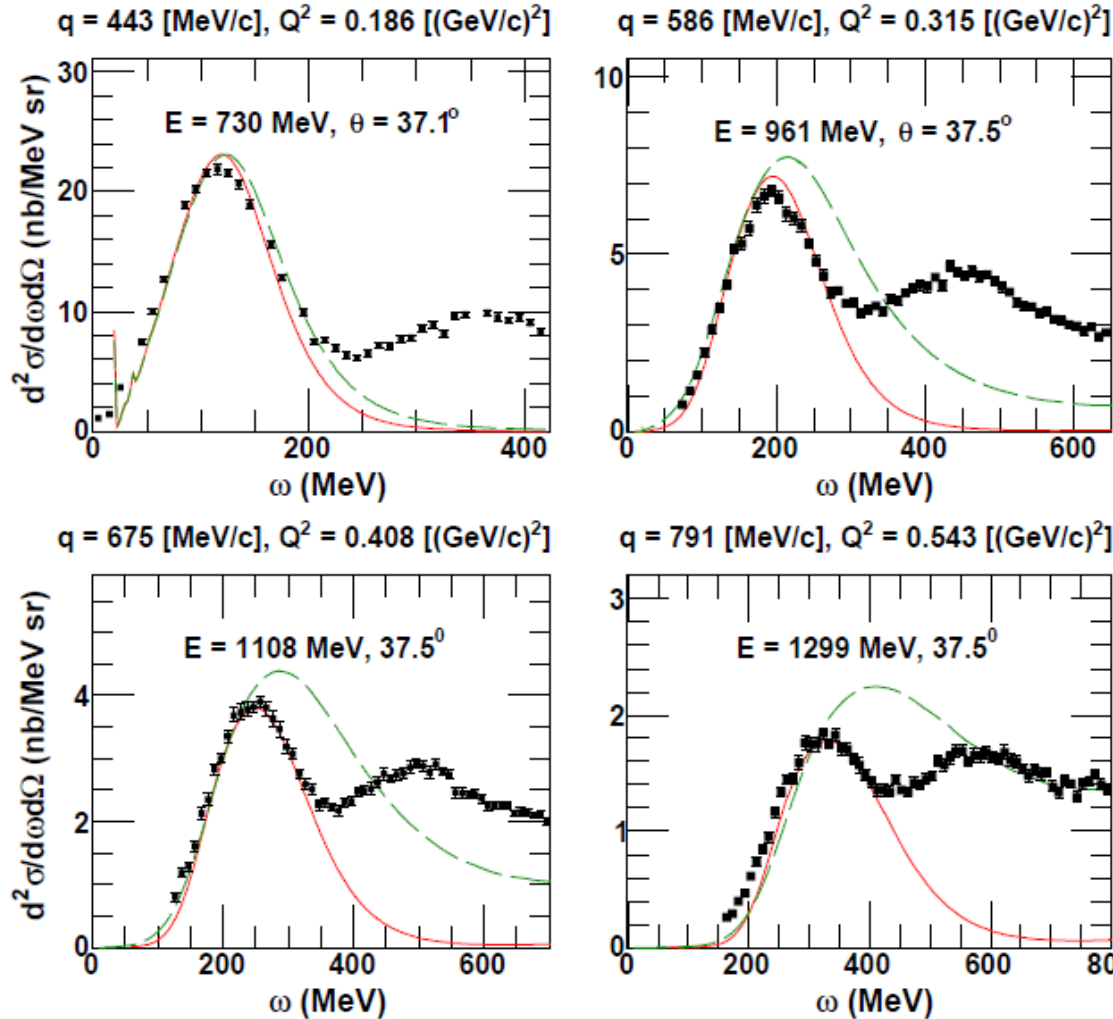 q = 443 [MeV/c], Q² = 0.186 [(GeV/c)²]
q = 586 [MeV/c], Q² = 0.315 [(GeV/c)²]
30
20
10
0
d²σ/dωdΩ (nb/MeV sr)
E = 730 MeV, θ = 37.1°
0 200 400
ω (MeV)
10
5
0
E = 961 MeV, θ = 37.5°
0 200 400 600
ω (MeV)
q = 675 [MeV/c], Q² = 0.408 [(GeV/c)²]
q = 791 [MeV/c], Q² = 0.543 [(GeV/c)²]
4
2
0
d²σ/dωdΩ (nb/MeV sr)
E = 1108 MeV, 37.5⁰
0 200 400 600
ω (MeV)
3
2
1
0
E = 1299 MeV, 37.5⁰
0 200 400 600 80
ω (MeV)